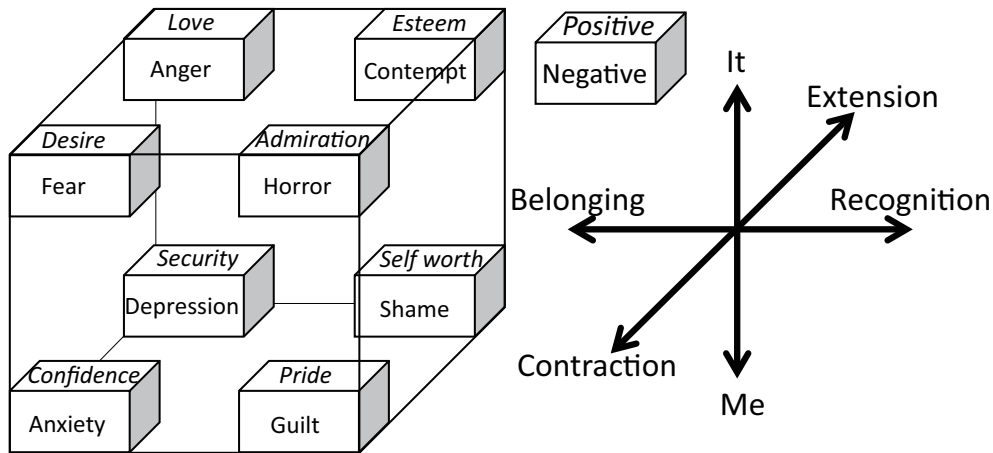 Love
Anger
Esteem
Contempt
Positive
Negative
It
Extension
Desire
Fear
Admiration
Horror
Belonging
Recognition
Security
Depression
Self worth
Shame
Contraction
Me
Confidence
Anxiety
Pride
Guilt